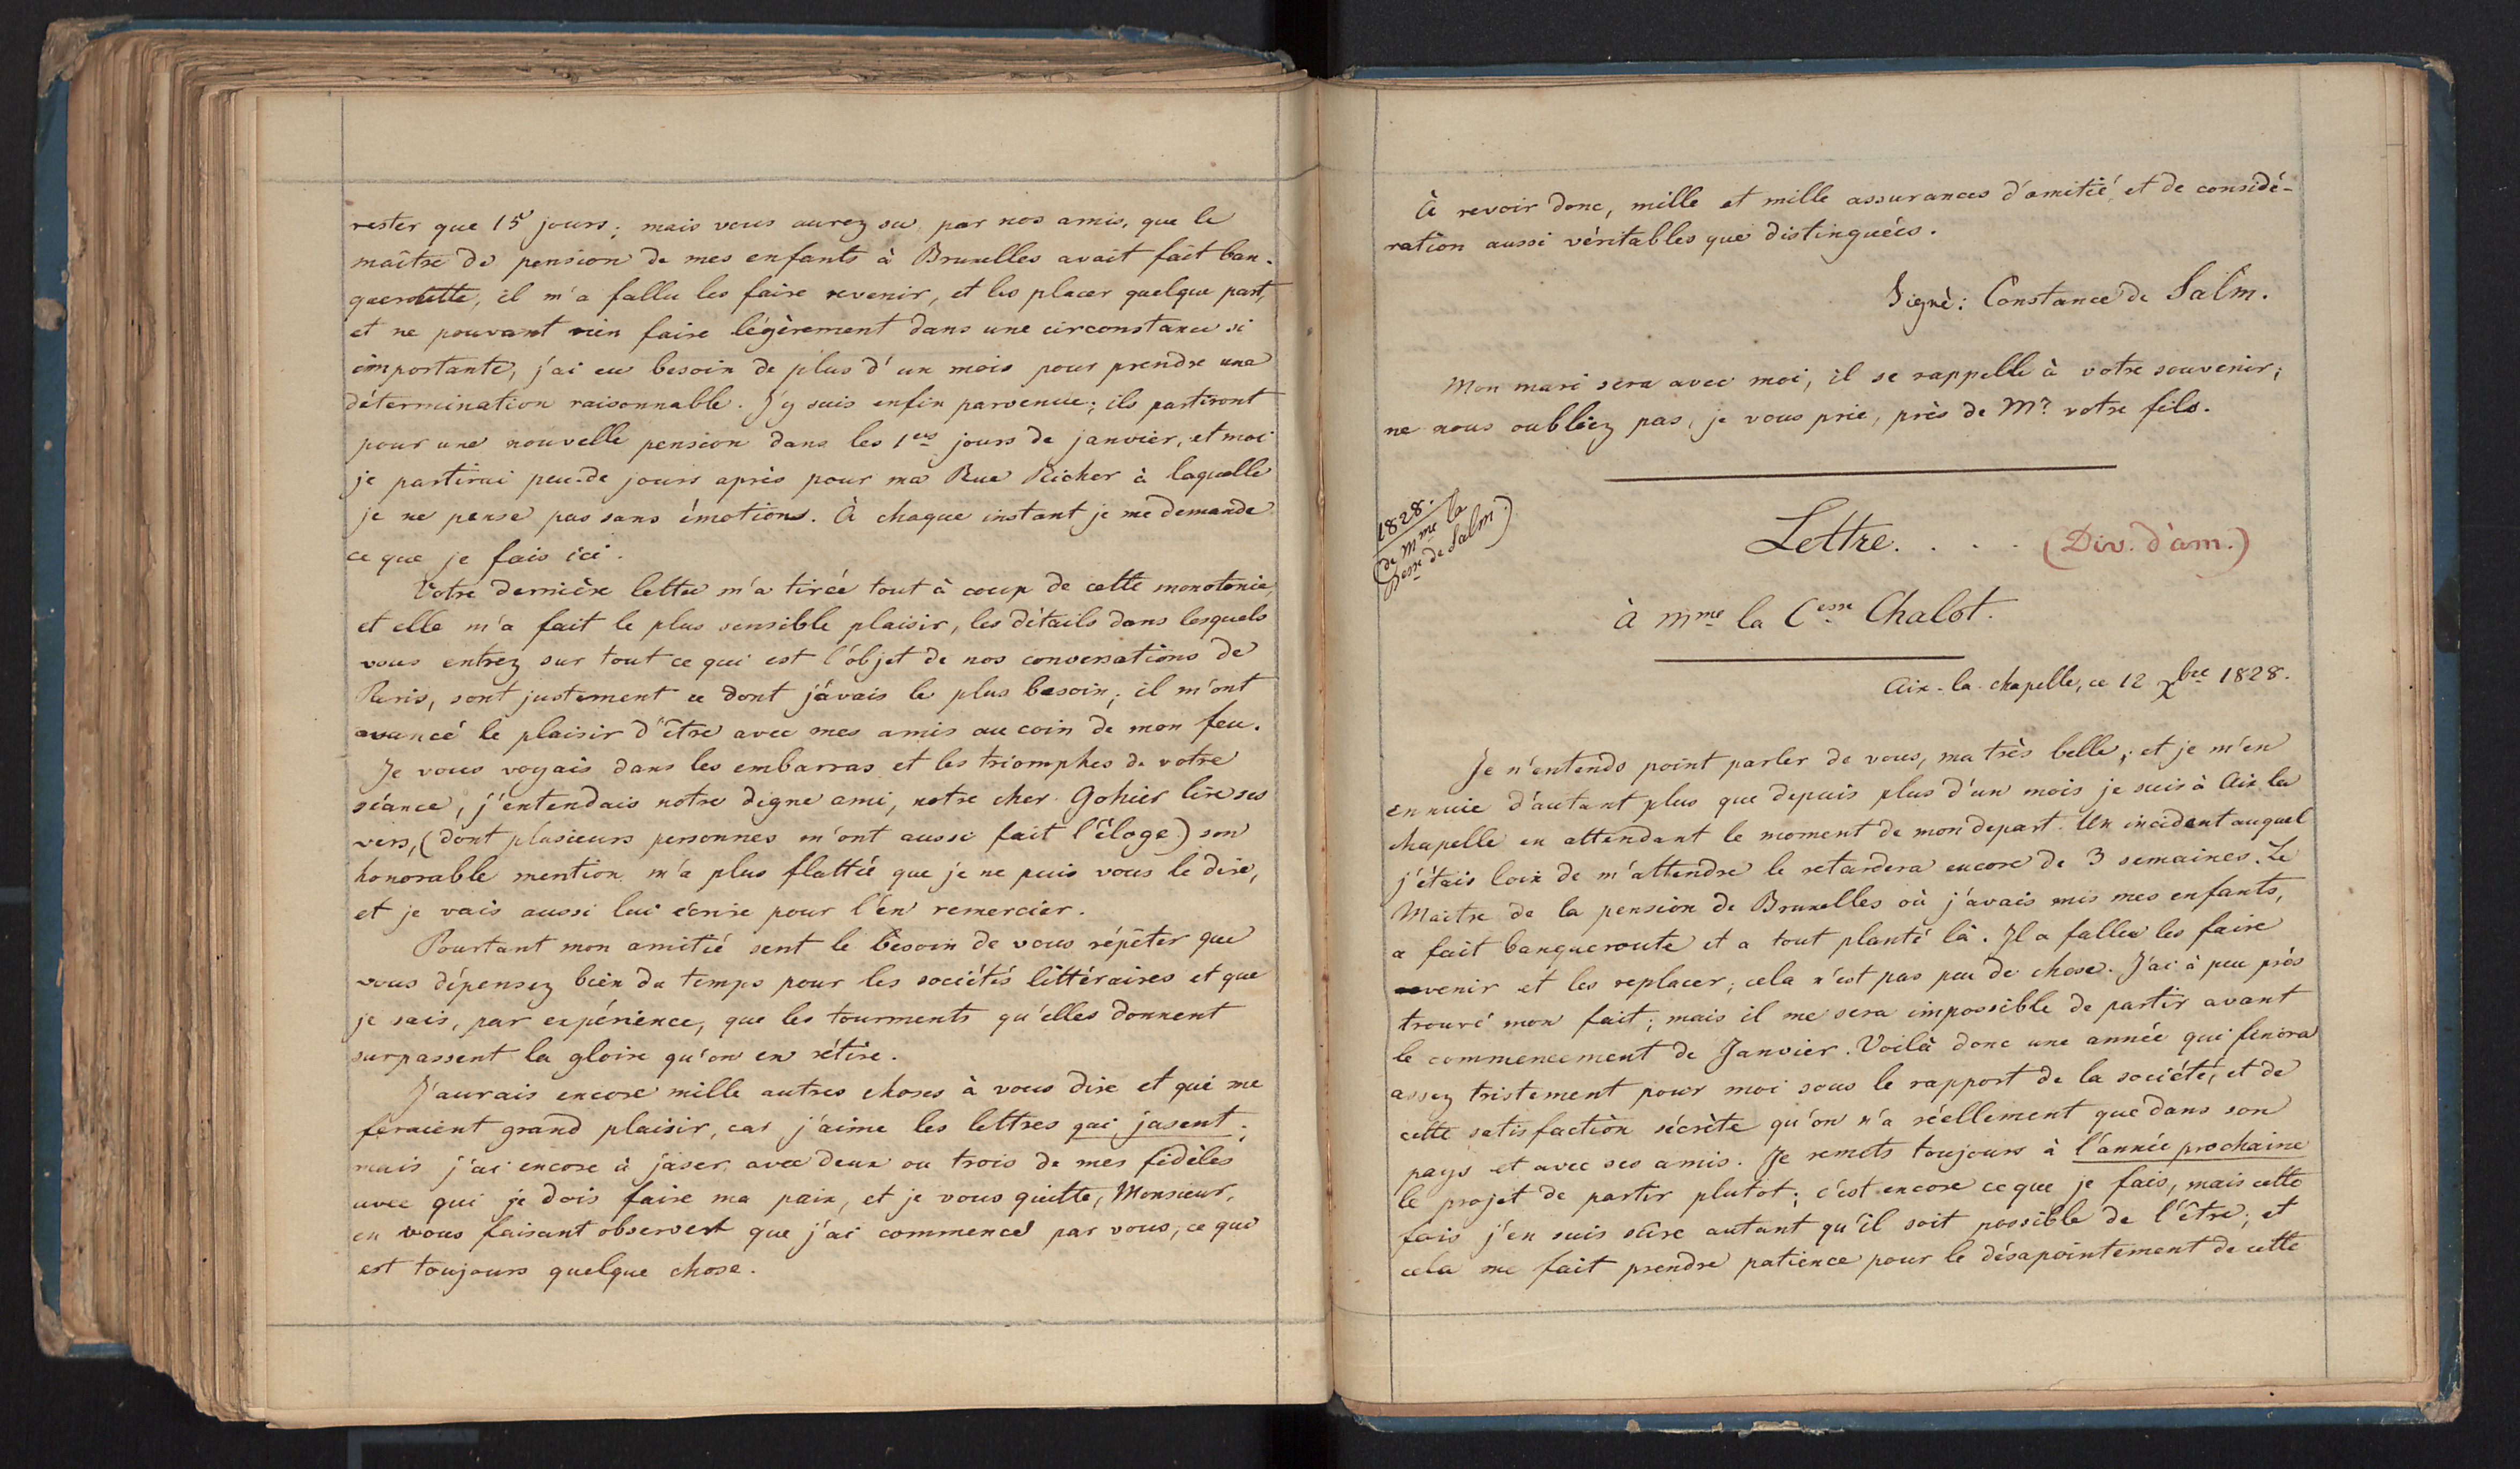 rester que 15 jours; mais vous aurez su par nos amis, que le
maître de pension de mes enfants à Bruxelles avait fait ban-
queroutte, il m'a fallu les faire revenir, et les placer quelque part,
et ne pouvant rien faire légèrement dans une circonstance si
importante, j'ai eu besoin de plus d'un mois pour prendre une
détermination raisonnable. J'y suis enfin parvenue; ils partiront
pour une nouvelle pension dans les 1ers jours de janvier, et moi
je partirai peu de jours après pour ma Rue Richer à laquelle
je ne pense pas sans émotions. À chaque instant je me demande
ce que je fais ici.
Votre dernière lettre m'a tirée tout à coup de cette monotonie,
et elle m'a fait le plus sensible plaisir, les détails dans lesquels
vous entrez sur tout ce qui est l'objet de nos conversations de
Paris, sont justement ce dont j'avais le plus besoin; il m'ont
avancé le plaisir d'être avec mes amis au coin de mon feu.
Je vous voyais dans les embarras et les triomphes de votre
séance, j'entendais notre digne ami, notre cher Gohier lire ses
vers, (dont plusieurs personnes m'ont aussi fait l'éloge) son
honorable mention m'a plus flattée que je ne puis vous le dire,
et je vais aussi lui écrire pour l'en remercier.
Pourtant mon amitié sent le besoin de vous répéter que
vous dépensez bien du temps pour les sociétés littéraires et que
je sais, par expérience, que les tourments qu'elles donnent
surpassent la gloire qu'on en rétire.
J'aurais encore mille autres choses à vous dire et qui me
feraient grand plaisir, car j'aime les lettres qui jasent;
mais j'ai encore à jaser avec deux ou trois de mes fidèles
avec qui je dois faire ma paix, et je vous quitte, Monsieur,
en vous faisant observer que j'ai commencé par vous, ce qui
est toujours quelque chose.
À revoir donc, mille et mille assurances d'amitié et de considé-
ration aussi véritables que distinguées.
Signé: Constance de Salm.
Mon mari sera avec moi, il se rappelle à votre souvenir;
ne nous oubliez pas, je vous prie, près de Mr. votre fils.
1828.
(de Mme la
Pesse de Salm.)
Lettre. . . . (Div. d'am.)
à Mme la Cesse Chabot.
Aix-la-chapelle, ce 12 Xbre 1828.
Je n'entends point parler de vous, ma très belle, et je m'en
ennuie d'autant plus que depuis plus d'un mois je suis à Aix la
chapelle en attendant le moment de mon depart. Un incident auquel
j'étais loin de m'attendre le retardera encore de 3 semaines. Le
Maitre de la pension de Bruxelles où j'avais mis mes enfants,
a fait banqueroute et a tout planté là. Il a fallu les faire
revenir et les replacer; cela n'est pas peu de chose. J'ai à peu près
trouvé mon fait; mais il me sera impossible de partir avant
le commencement de Janvier. Voilà donc une année qui finira
assez tristement pour moi sous le rapport de la société, et de
cette satisfaction sécrète qu'on n'a réellement que dans son
pays et avec ses amis. Je remets toujours à l'année prochaine
le projet de partir plutot; c'est encore ce que je fais, mais cette
fois j'en suis sûre autant qu'il soit possible de l'être; et
cela me fait prendre patience pour le désapointement de cette